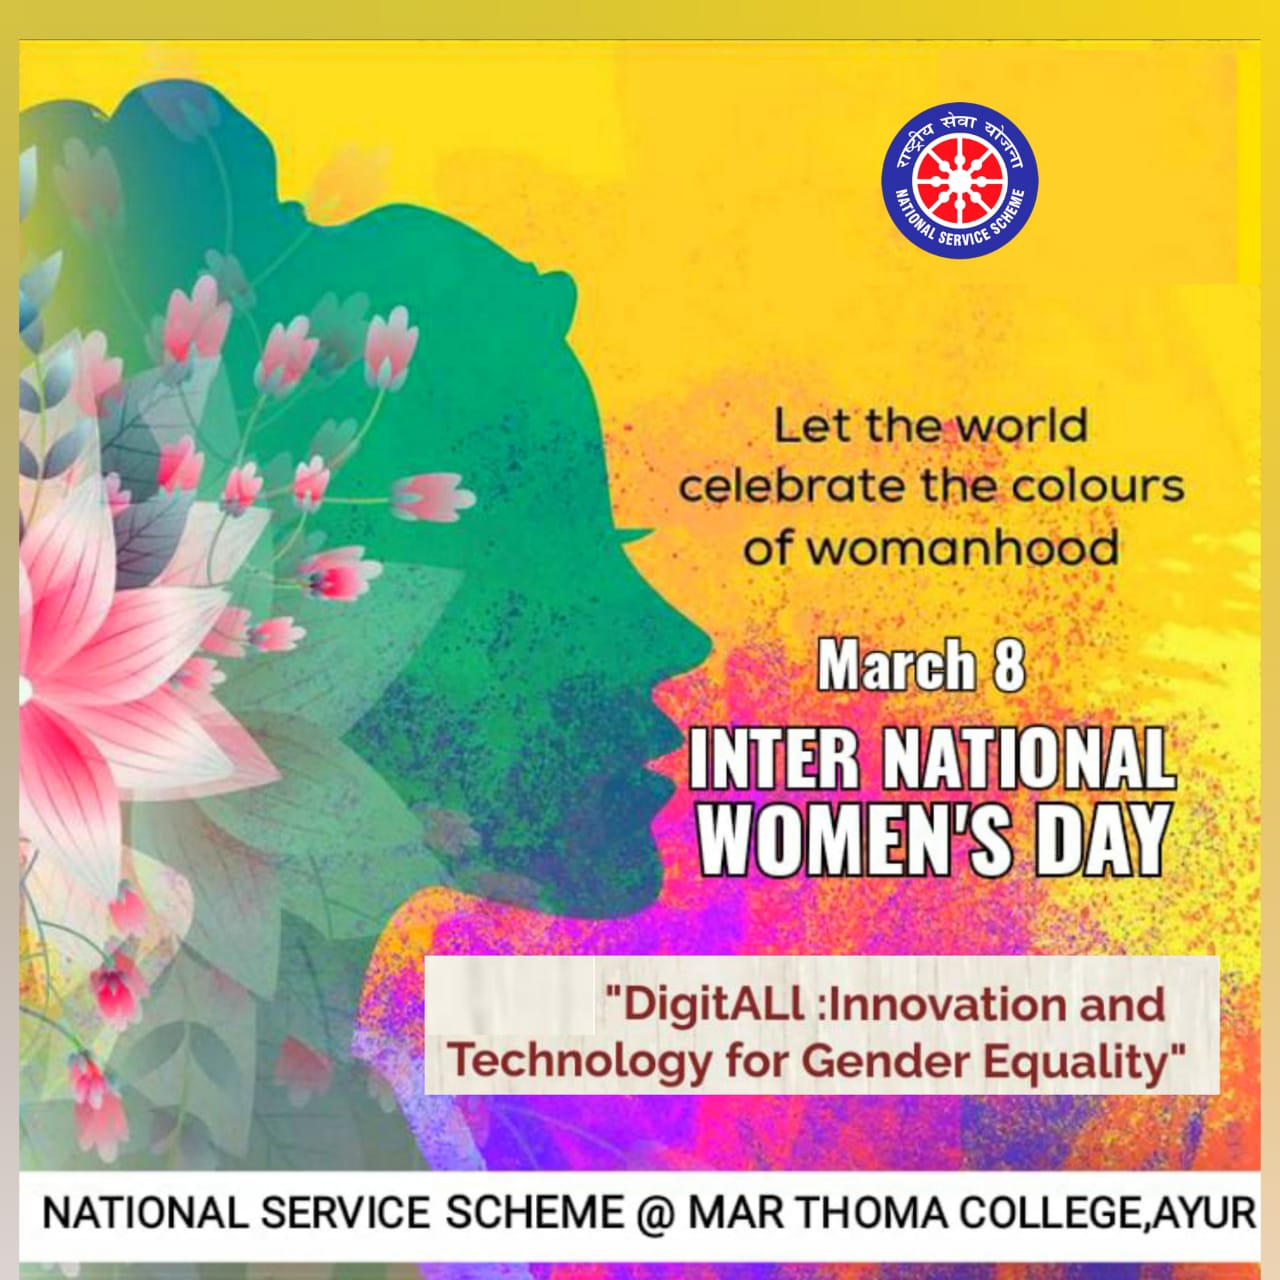 राष्ट्रीय सेवा योजना
NATIONAL SERVICE SCHEME
Let the world
celebrate the colours
of womanhood
March 8
INTER NATIONAL
WOMEN'S DAY
"DigitALl :Innovation and
Technology for Gender Equality"
NATIONAL SERVICE SCHEME @ MAR THOMA COLLEGE,AYUR